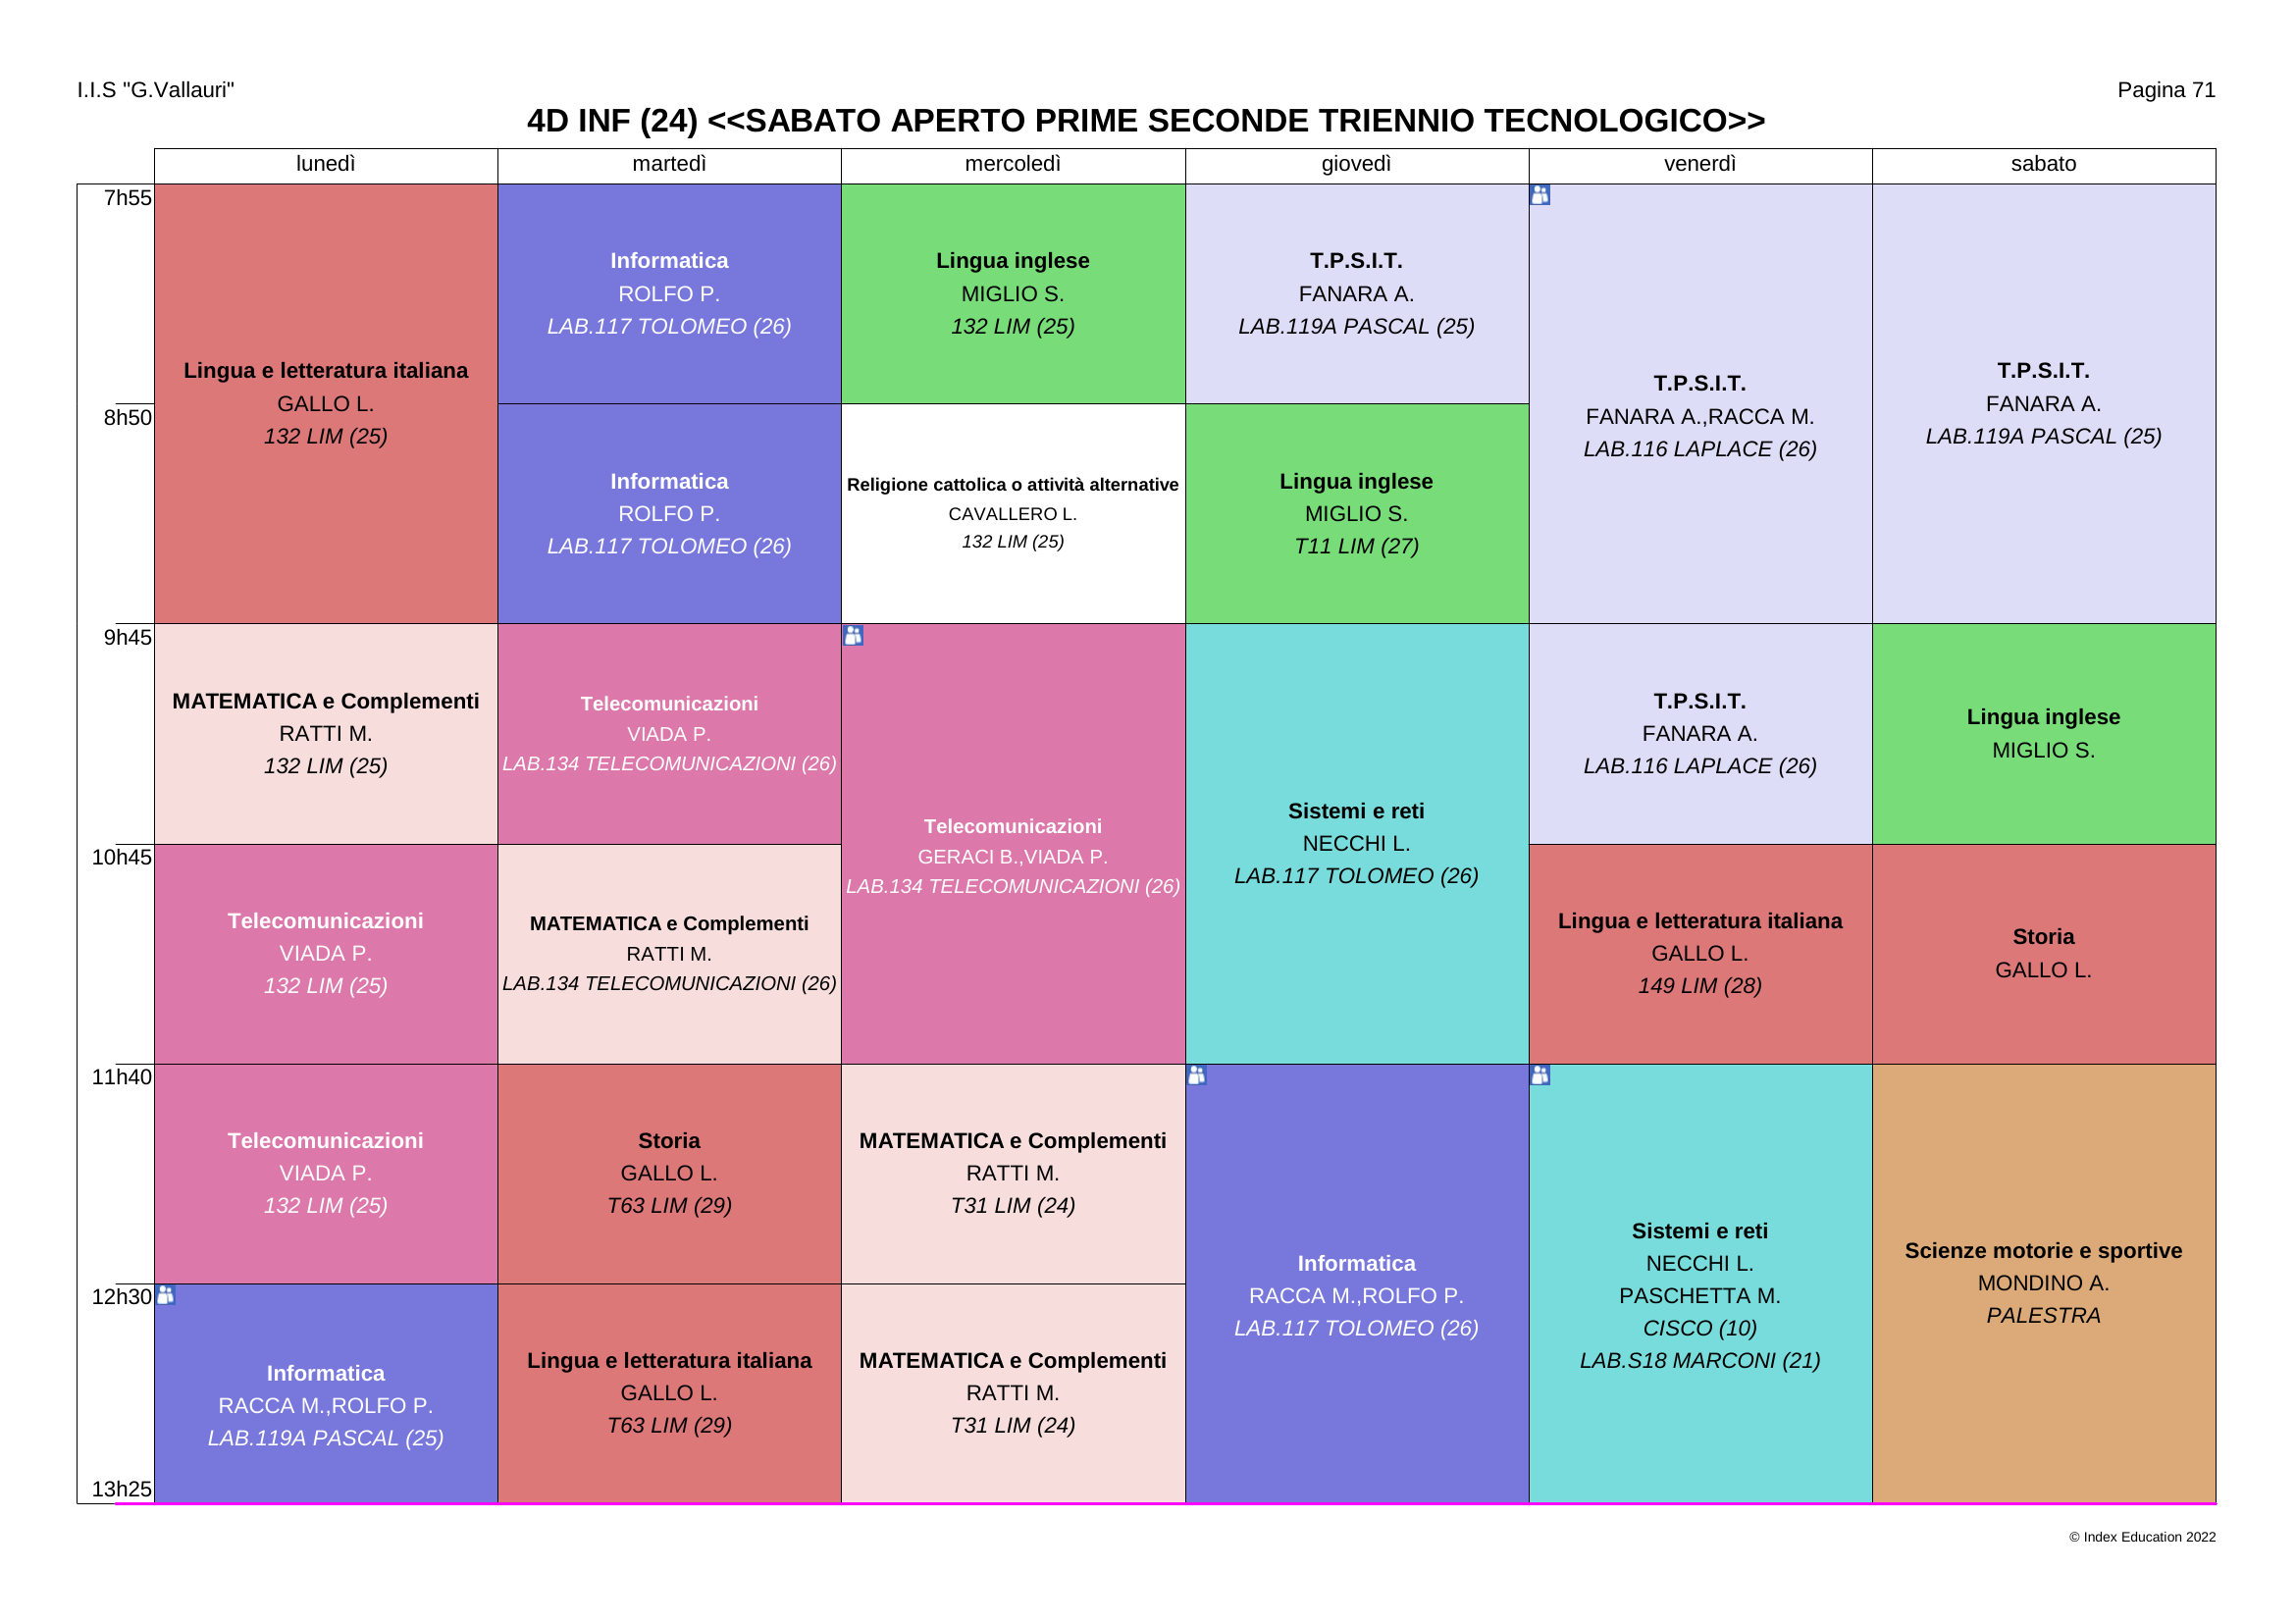 I.I.S "G.Vallauri"
Pagina 71
4D INF (24) <<SABATO APERTO PRIME SECONDE TRIENNIO TECNOLOGICO>>
lunedì
martedì
mercoledì
giovedì
venerdì
sabato
7h55
8h50
9h45
10h45
11h40
12h30
13h25
Lingua e letteratura italiana
GALLO L.
132 LIM (25)
MATEMATICA e Complementi
RATTI M.
132 LIM (25)
Telecomunicazioni
VIADA P.
132 LIM (25)
Telecomunicazioni
VIADA P.
132 LIM (25)
Informatica
RACCA M.,ROLFO P.
LAB.119A PASCAL (25)
Informatica
ROLFO P.
LAB.117 TOLOMEO (26)
Informatica
ROLFO P.
LAB.117 TOLOMEO (26)
Telecomunicazioni
VIADA P.
LAB.134 TELECOMUNICAZIONI (26)
MATEMATICA e Complementi
RATTI M.
LAB.134 TELECOMUNICAZIONI (26)
Storia
GALLO L.
T63 LIM (29)
Lingua e letteratura italiana
GALLO L.
T63 LIM (29)
Lingua inglese
MIGLIO S.
132 LIM (25)
Religione cattolica o attività alternative
CAVALLERO L.
132 LIM (25)
Telecomunicazioni
GERACI B.,VIADA P.
LAB.134 TELECOMUNICAZIONI (26)
MATEMATICA e Complementi
RATTI M.
T31 LIM (24)
MATEMATICA e Complementi
RATTI M.
T31 LIM (24)
T.P.S.I.T.
FANARA A.
LAB.119A PASCAL (25)
Lingua inglese
MIGLIO S.
T11 LIM (27)
Sistemi e reti
NECCHI L.
LAB.117 TOLOMEO (26)
Informatica
RACCA M.,ROLFO P.
LAB.117 TOLOMEO (26)
T.P.S.I.T.
FANARA A.,RACCA M.
LAB.116 LAPLACE (26)
T.P.S.I.T.
FANARA A.
LAB.116 LAPLACE (26)
Lingua e letteratura italiana
GALLO L.
149 LIM (28)
Sistemi e reti
NECCHI L.
PASCHETTA M.
CISCO (10)
LAB.S18 MARCONI (21)
T.P.S.I.T.
FANARA A.
LAB.119A PASCAL (25)
Lingua inglese
MIGLIO S.
Storia
GALLO L.
Scienze motorie e sportive
MONDINO A.
PALESTRA
© Index Education 2022